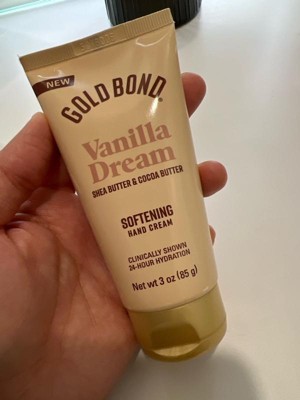 NEW
GOLD BOND
Vanilla
Dream
SHEA BUTTER & COCOA BUTTER
SOFTENING
HAND CREAM
CLINICALLY SHOWN
24-HOUR HYDRATION
Net wt 3 oz (85 g)